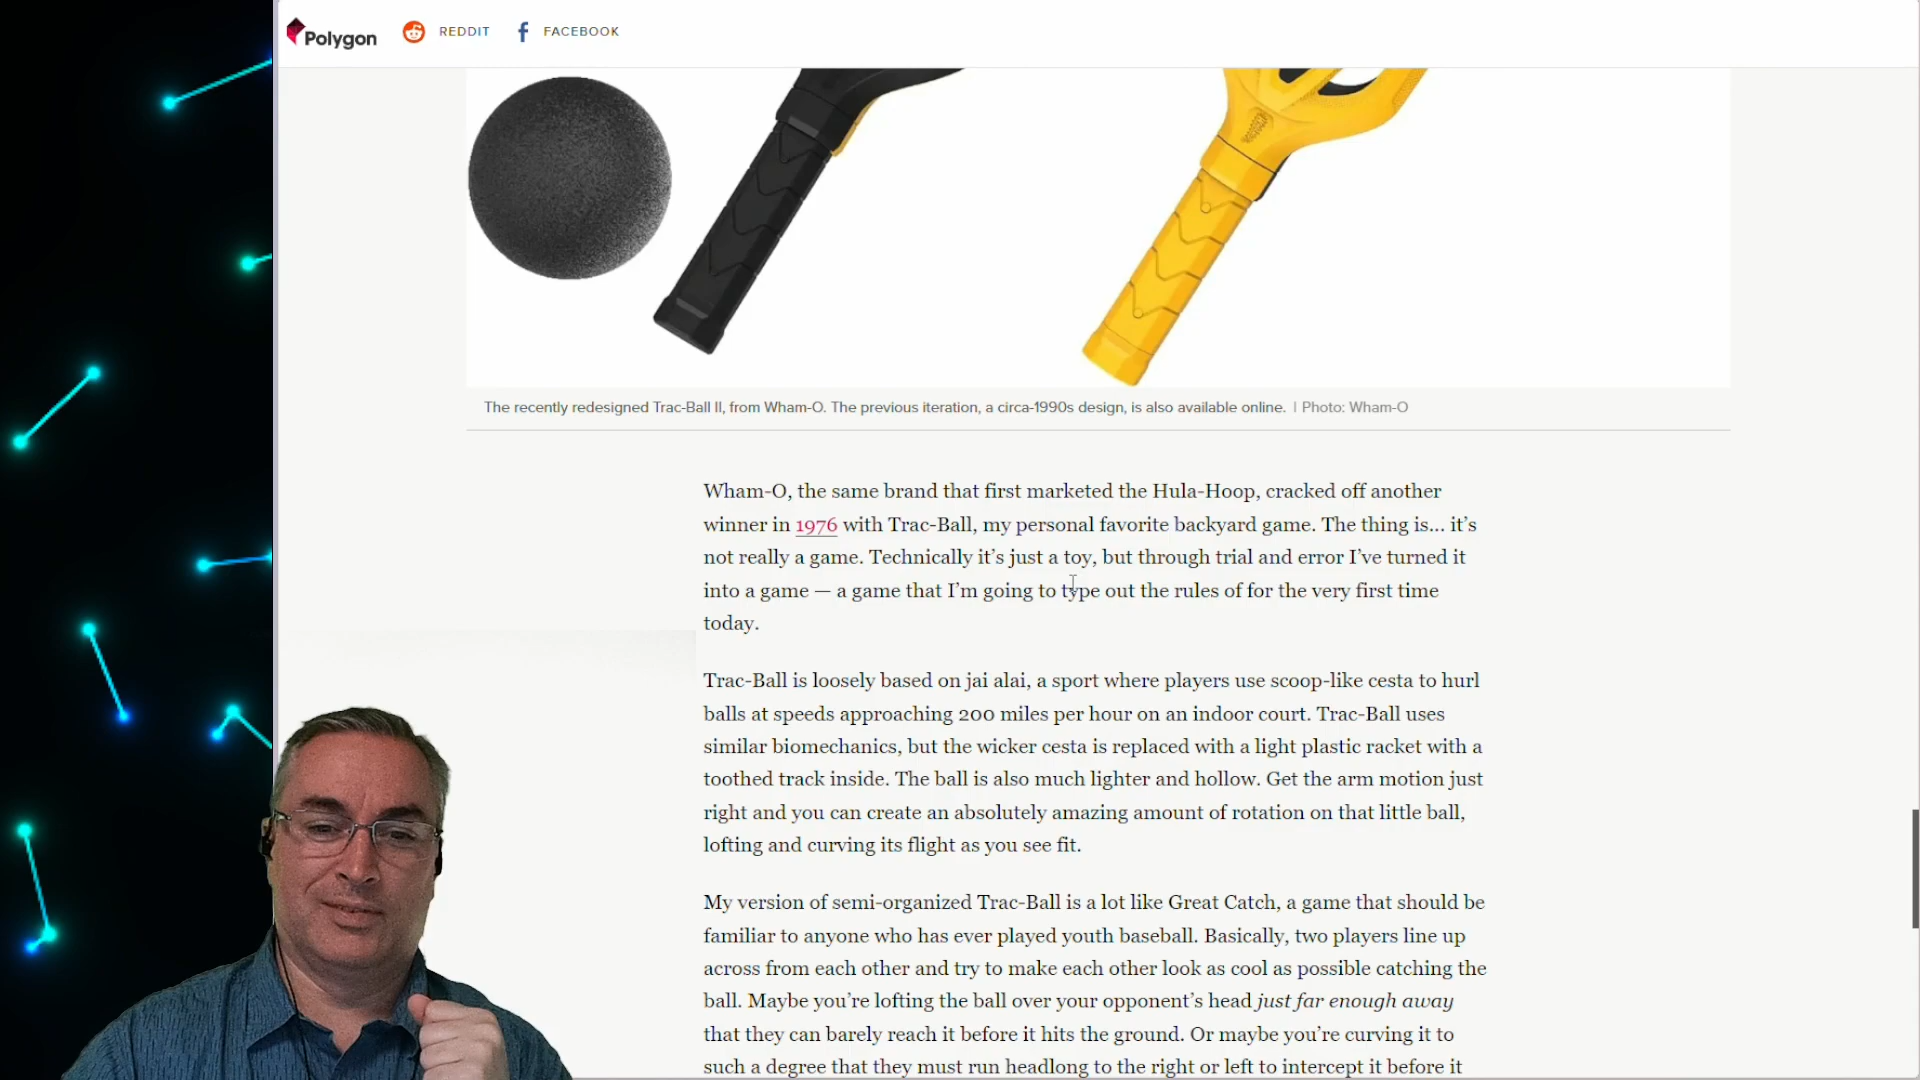 Polygon REDDIT FACEBOOK
The recently redesigned Trac-Ball II, from Wham-O. The previous iteration, a circa-1990s design, is also available online. | Photo: Wham-O
Wham-O, the same brand that first marketed the Hula-Hoop, cracked off another
winner in 1976 with Trac-Ball, my personal favorite backyard game. The thing is... it's
not really a game. Technically it's just a toy, but through trial and error I've turned it
into a game — a game that I'm going to type out the rules of for the very first time
today.
Trac-Ball is loosely based on jai alai, a sport where players use scoop-like cesta to hurl
balls at speeds approaching 200 miles per hour on an indoor court. Trac-Ball uses
similar biomechanics, but the wicker cesta is replaced with a light plastic racket with a
toothed track inside. The ball is also much lighter and hollow. Get the arm motion just
right and you can create an absolutely amazing amount of rotation on that little ball,
lofting and curving its flight as you see fit.
My version of semi-organized Trac-Ball is a lot like Great Catch, a game that should be
familiar to anyone who has ever played youth baseball. Basically, two players line up
across from each other and try to make each other look as cool as possible catching the
ball. Maybe you're lofting the ball over your opponent's head just far enough away
that they can barely reach it before it hits the ground. Or maybe you're curving it to
such a degree that they must run headlong to the right or left to intercept it before it